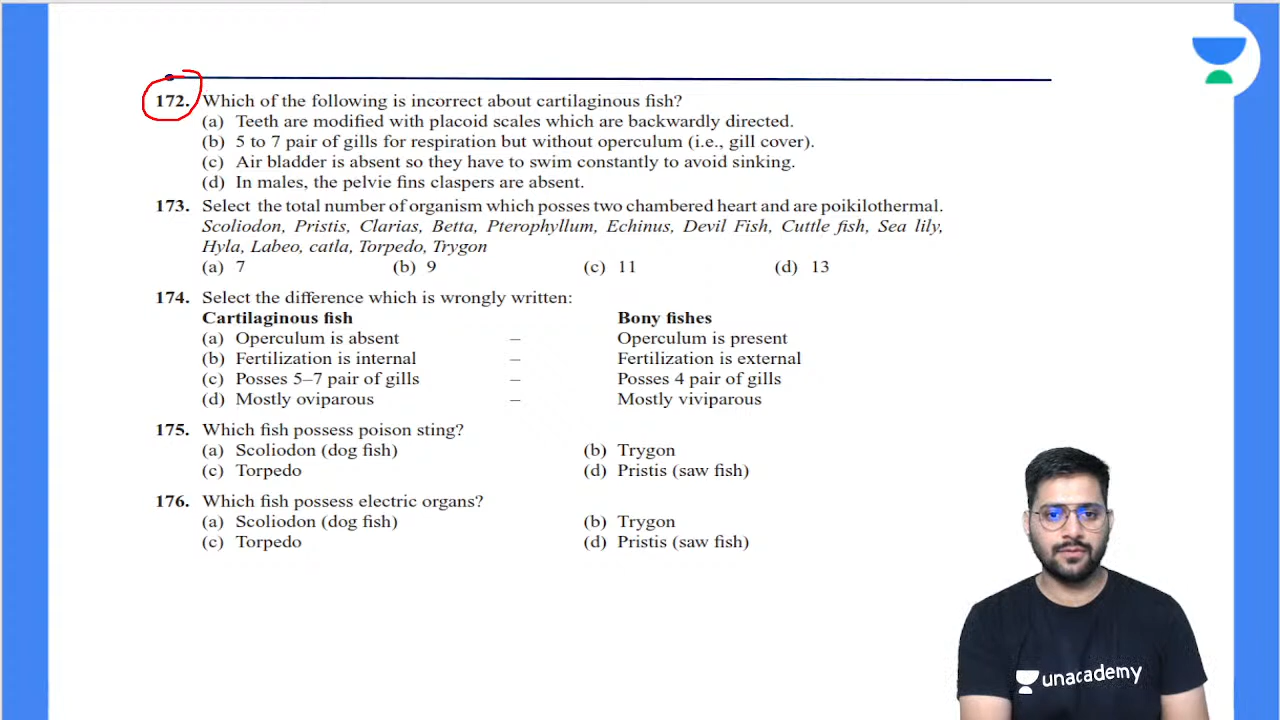 172. Which of the following is incorrect about cartilaginous fish?
(a) Teeth are modified with placoid scales which are backwardly directed.
(b) 5 to 7 pair of gills for respiration but without operculum (i.e., gill cover).
(c) Air bladder is absent so they have to swim constantly to avoid sinking.
(d) In males, the pelvie fins claspers are absent.
173. Select the total number of organism which posses two chambered heart and are poikilothermal.
Scoliodon, Pristis, Clarias, Betta, Pterophyllum, Echinus, Devil Fish, Cuttle fish, Sea lily,
Hyla, Labeo, catla, Torpedo, Trygon
(a) 7 (b) 9 (c) 11 (d) 13
174. Select the difference which is wrongly written:
Cartilaginous fish Bony fishes
(a) Operculum is absent – Operculum is present
(b) Fertilization is internal – Fertilization is external
(c) Posses 5–7 pair of gills – Posses 4 pair of gills
(d) Mostly oviparous – Mostly viviparous
175. Which fish possess poison sting?
(a) Scoliodon (dog fish) (b) Trygon
(c) Torpedo (d) Pristis (saw fish)
176. Which fish possess electric organs?
(a) Scoliodon (dog fish) (b) Trygon
(c) Torpedo (d) Pristis (saw fish)
unacademy